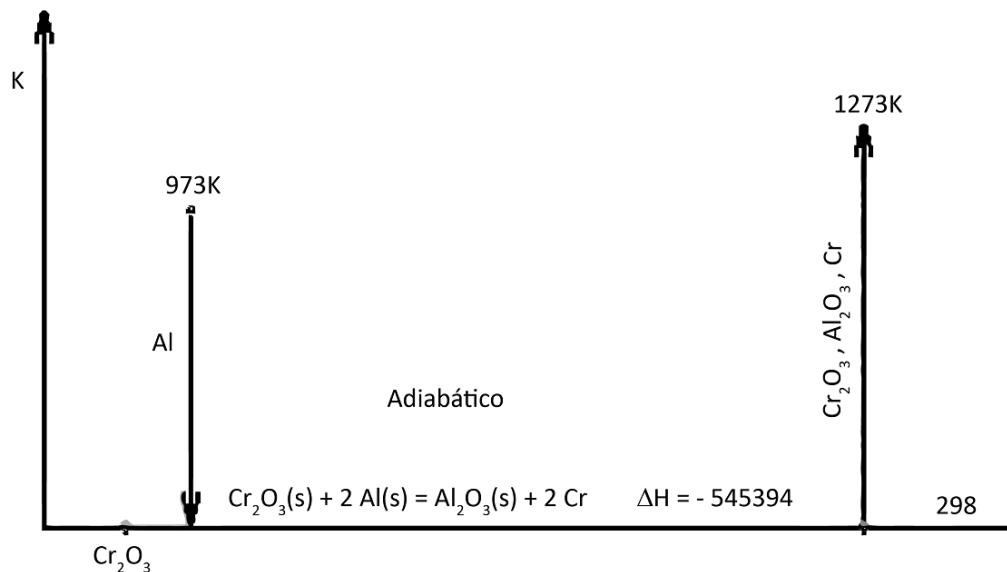 K
1273K
973K
Al
Cr₂O₃ , Al₂O₃ , Cr
Adiabático
Cr₂O₃(s) + 2 Al(s) = Al₂O₃(s) + 2 Cr ΔH = - 545394
298
Cr₂O₃